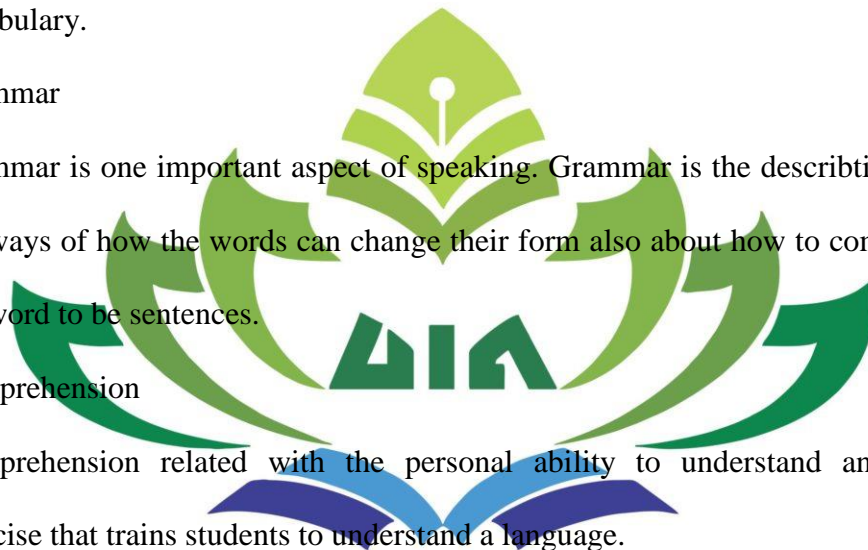 bulary.
nmar
nmar is one important aspect of speaking. Grammar is the describti
ways of how the words can change their form also about how to con
word to be sentences.
prehension
prehension related with the personal ability to understand an
cise that trains students to understand a language.
UIN